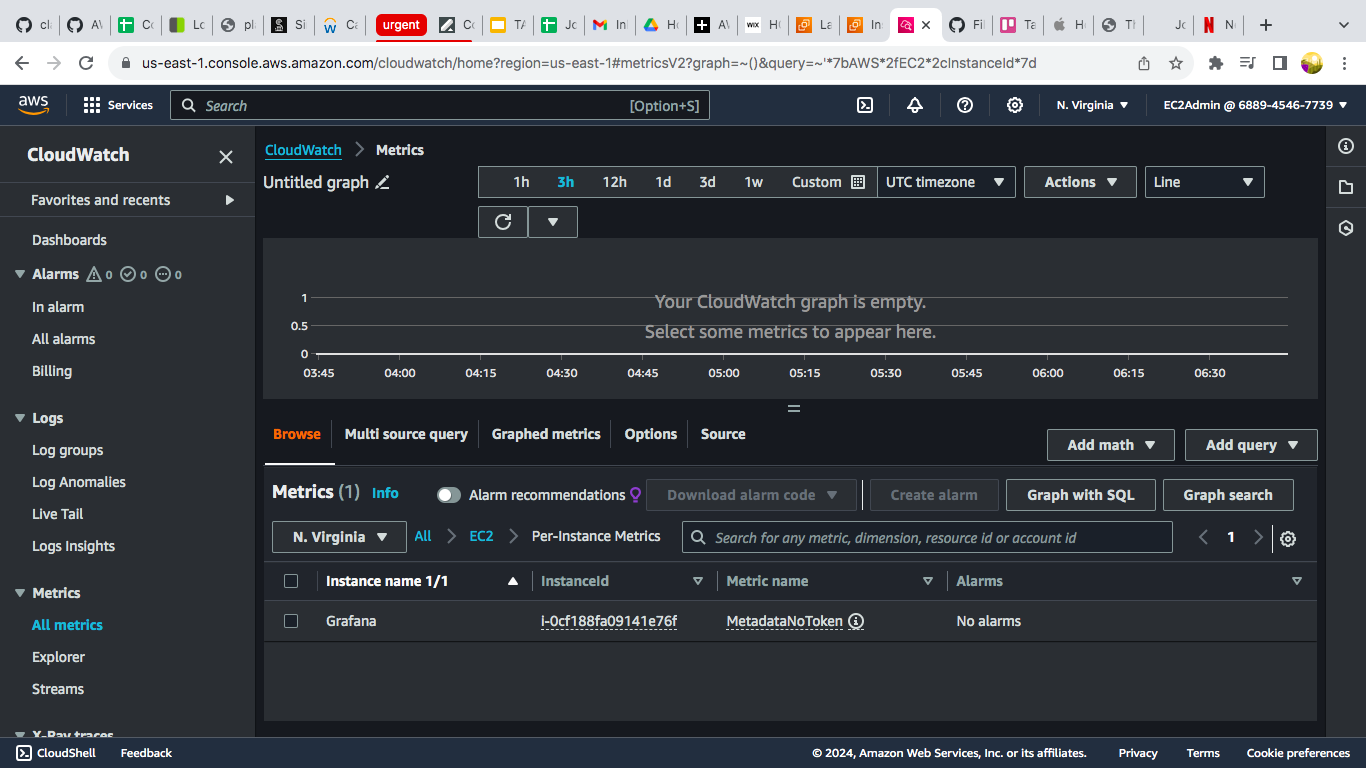 cl
AV
Co
Lo
pl
Si
Ca
urgent
Co
TA
Jo
In
Ho
AV
HO
La
In
Fil
Ta
Ho
Th
Jo
N
us-east-1.console.aws.amazon.com/cloudwatch/home?region=us-east-1#metricsV2?graph=~()&query=~'*7bAWS*2fEC2*2cInstanceId*7d
aws
Services
Search
[Option+S]
N. Virginia
EC2Admin @ 6889-4546-7739
CloudWatch
Favorites and recents
Dashboards
Alarms 0 0 0
In alarm
All alarms
Billing
Logs
Log groups
Log Anomalies
Live Tail
Logs Insights
Metrics
All metrics
Explorer
Streams
X-Ray traces
CloudWatch > Metrics
Untitled graph
1h 3h 12h 1d 3d 1w Custom
UTC timezone
Actions
Line
Your CloudWatch graph is empty.
Select some metrics to appear here.
1
0.5
0
03:45 04:00 04:15 04:30 04:45 05:00 05:15 05:30 05:45 06:00 06:15 06:30
Browse
Multi source query
Graphed metrics
Options
Source
Add math
Add query
Metrics (1) Info
Alarm recommendations
Download alarm code
Create alarm
Graph with SQL
Graph search
N. Virginia
All > EC2 > Per-Instance Metrics
Search for any metric, dimension, resource id or account id
1
Instance name 1/1
InstanceId
Metric name
Alarms
Grafana
i-0cf188fa09141e76f
MetadataNoToken
No alarms
CloudShell
Feedback
© 2024, Amazon Web Services, Inc. or its affiliates.
Privacy
Terms
Cookie preferences